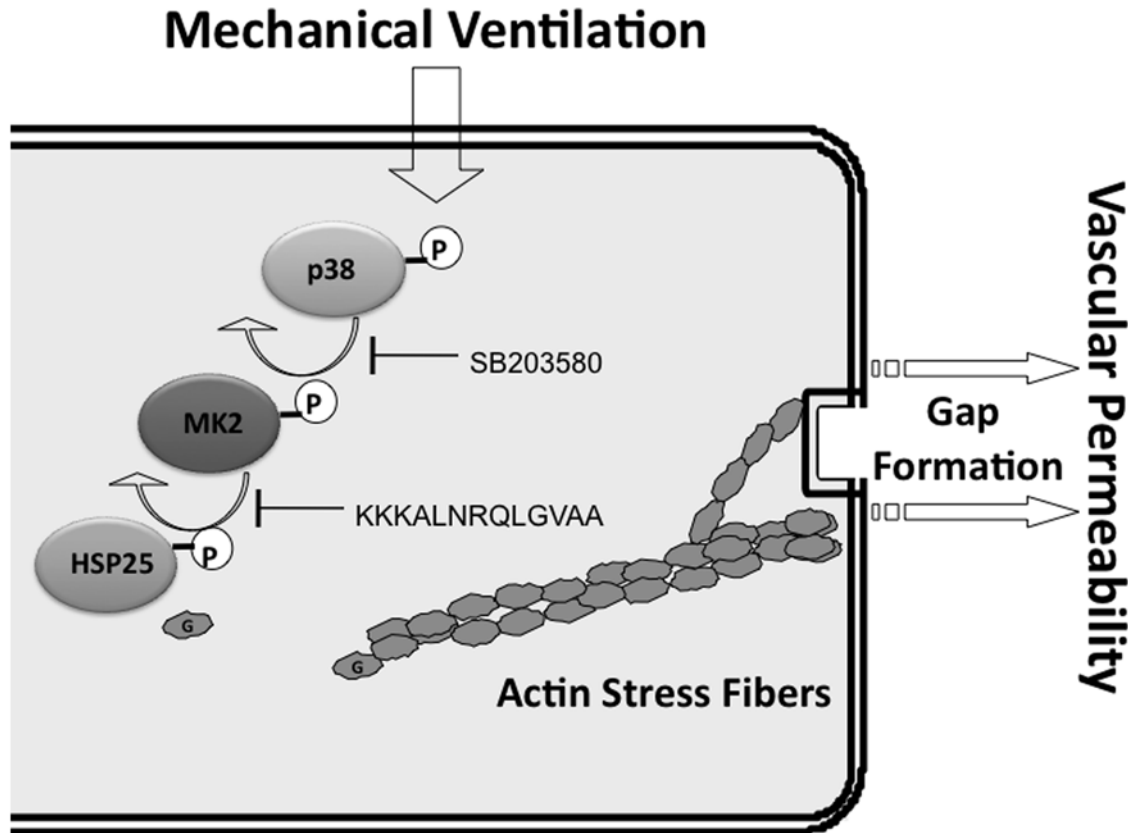 Mechanical Ventilation
P
p38
SB203580
P
MK2
KKKALNRQLGVAA
P
HSP25
G
G
Actin Stress Fibers
Gap
Formation
Vascular Permeability